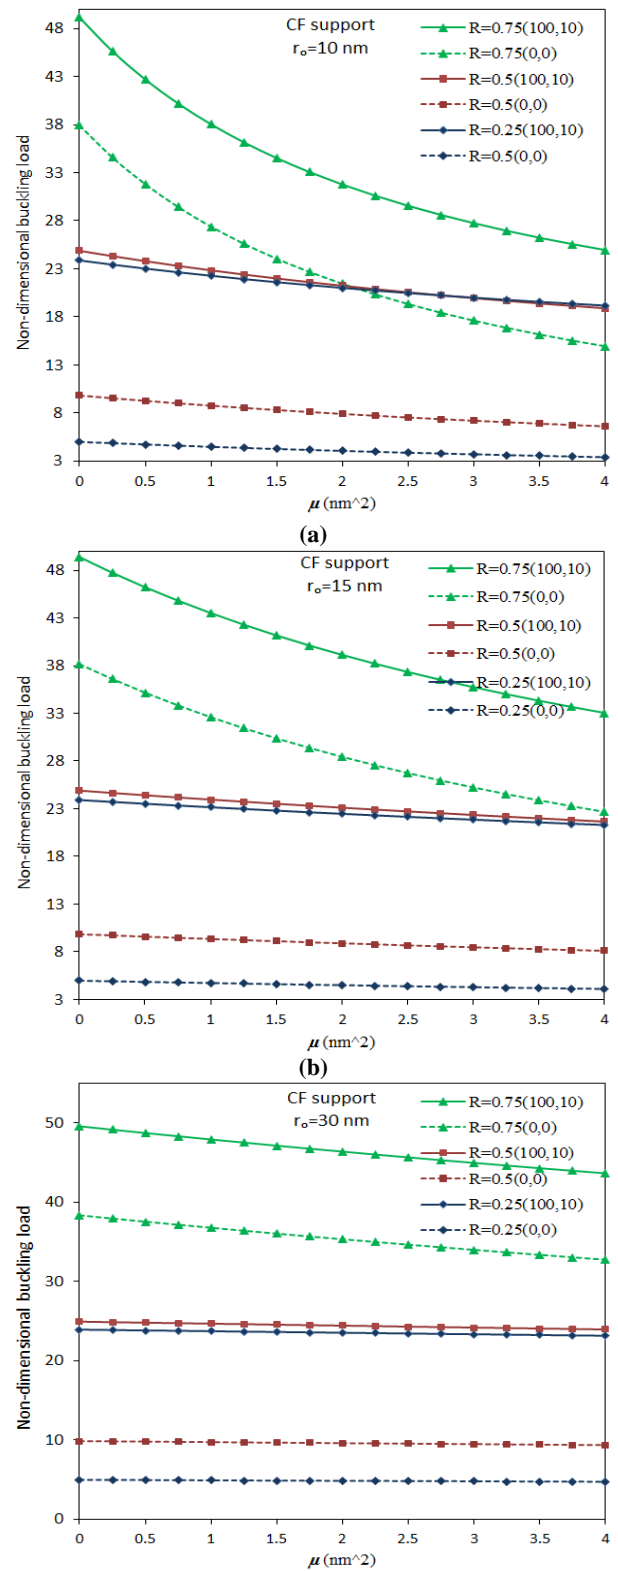 CF support
rₒ=10 nm
R=0.75(100,10)
R=0.75(0,0)
R=0.5(100,10)
R=0.5(0,0)
R=0.25(100,10)
R=0.5(0,0)
Non-dimensional buckling load
48
43
38
33
28
23
18
13
8
3
0 0.5 1 1.5 2 2.5 3 3.5 4
μ (nm^2)
(a)
CF support
rₒ=15 nm
R=0.75(100,10)
R=0.75(0,0)
R=0.5(100,10)
R=0.5(0,0)
R=0.25(100,10)
R=0.25(0,0)
Non-dimensional buckling load
48
43
38
33
28
23
18
13
8
3
0 0.5 1 1.5 2 2.5 3 3.5 4
μ (nm^2)
(b)
CF support
rₒ=30 nm
R=0.75(100,10)
R=0.75(0,0)
R=0.5(100,10)
R=0.5(0,0)
R=0.25(100,10)
R=0.25(0,0)
Non-dimensional buckling load
50
40
30
20
10
0
0 0.5 1 1.5 2 2.5 3 3.5 4
μ (nm^2)